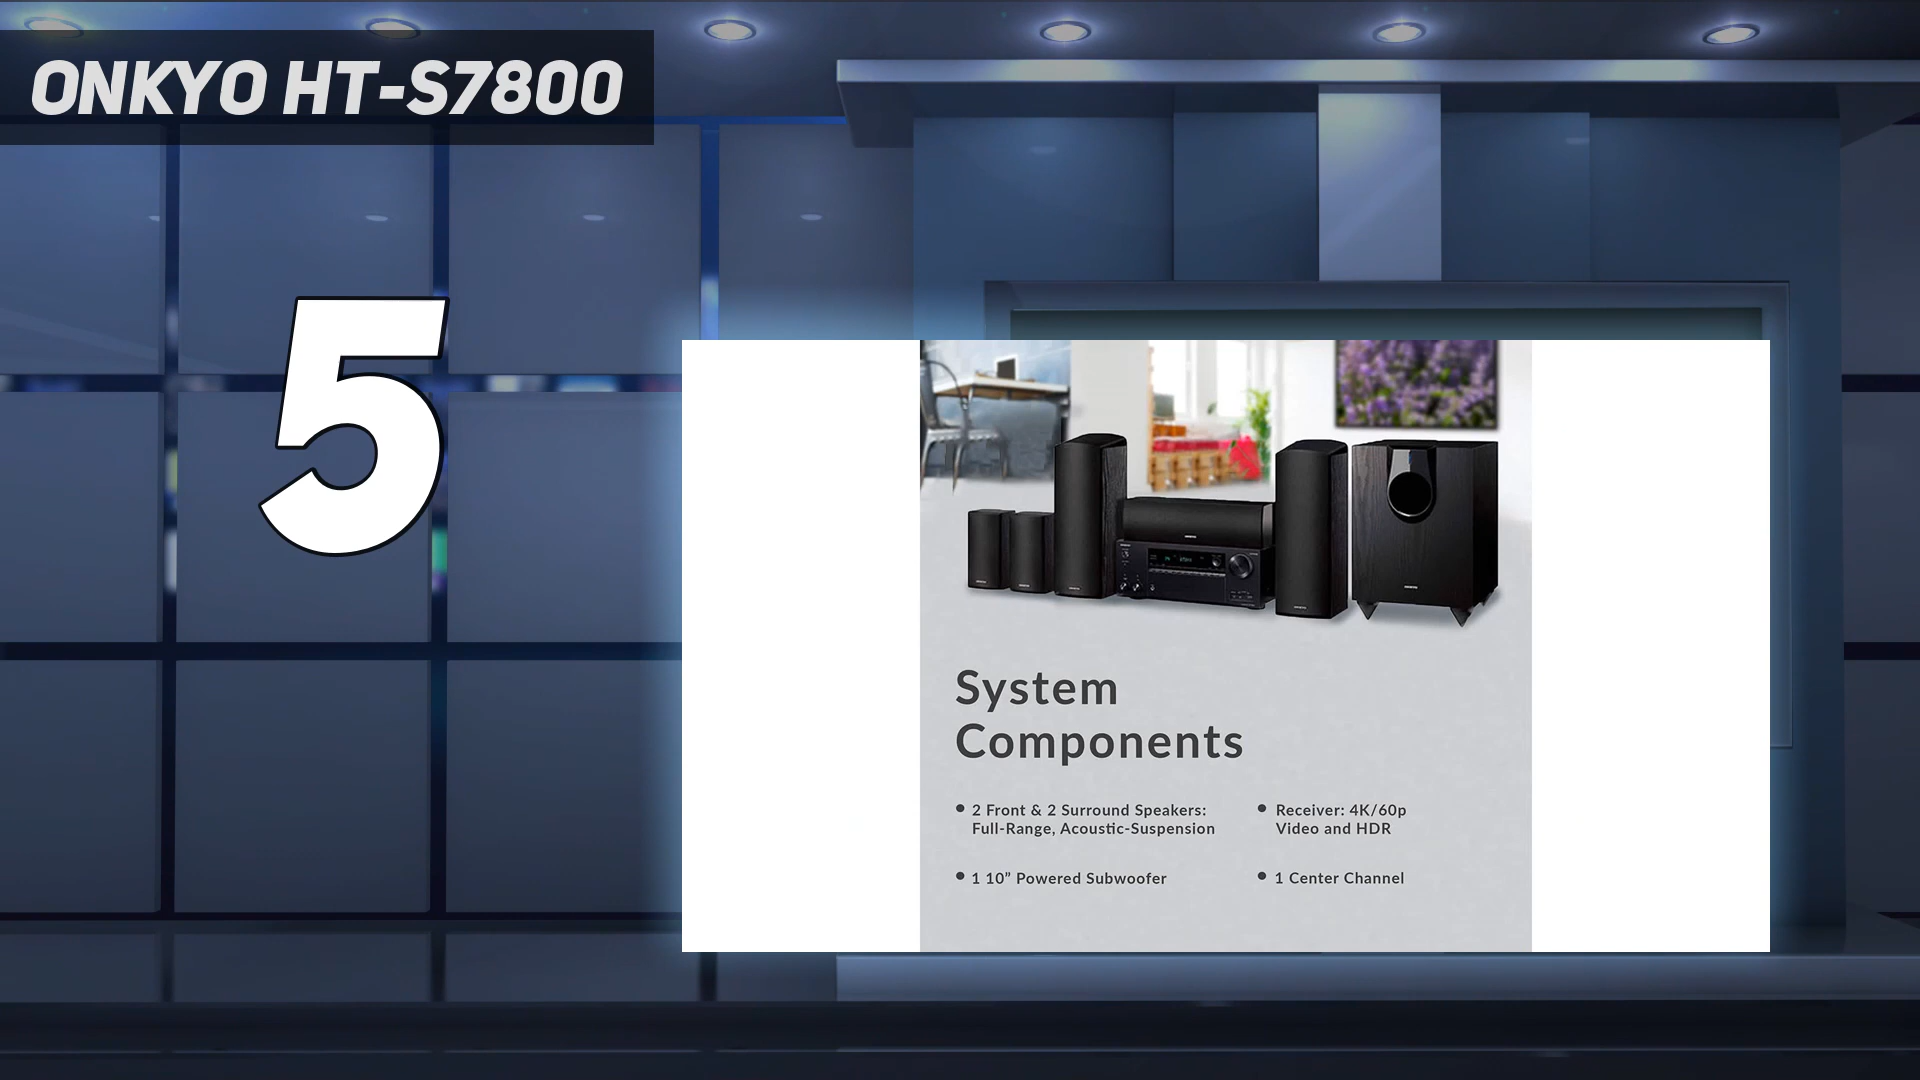 ONKYO HT-S7800
5
System
Components
• 2 Front & 2 Surround Speakers:
Full-Range, Acoustic-Suspension
• 1 10” Powered Subwoofer
• Receiver: 4K/60p
Video and HDR
• 1 Center Channel